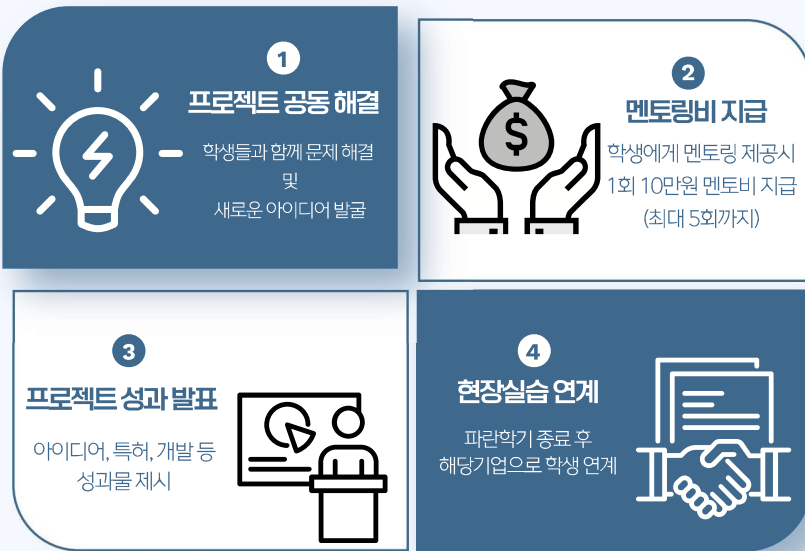 1
프로젝트 공동 해결
학생들과 함께 문제 해결
및
새로운 아이디어 발굴
2
멘토링비 지급
학생에게 멘토링 제공시
1회 10만원 멘토비 지급
(최대 5회까지)
$
3
프로젝트 성과 발표
아이디어, 특허, 개발 등
성과물 제시
4
현장실습 연계
파란학기 종료 후
해당기업으로 학생 연계